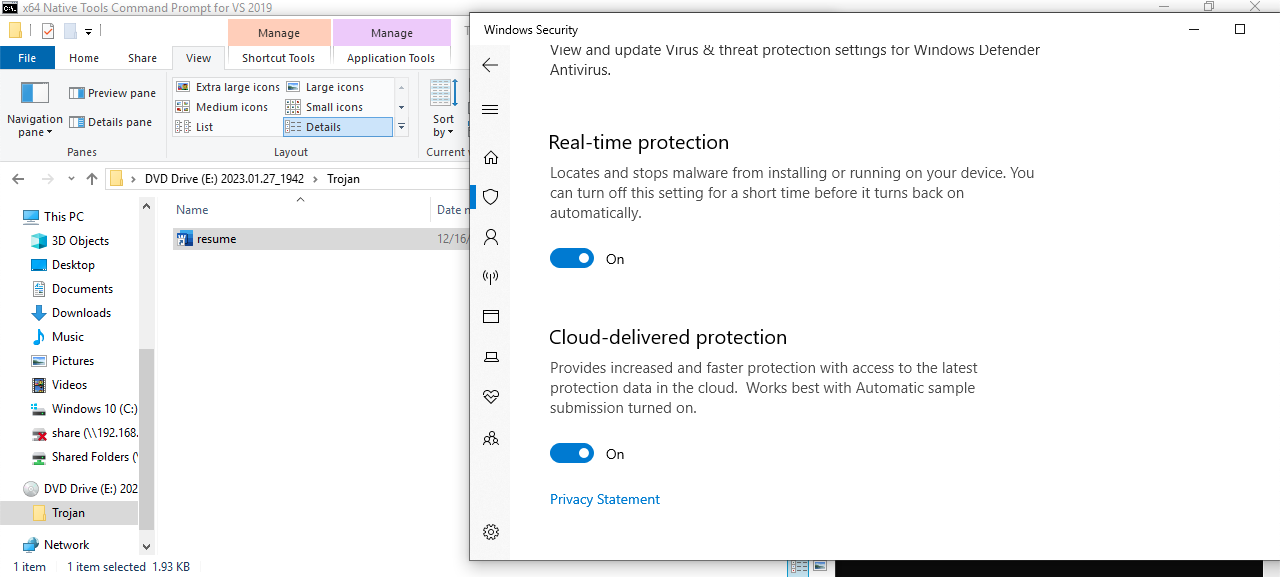 x64 Native Tools Command Prompt for VS 2019
Manage
Manage
File
Home
Share
View
Shortcut Tools
Application Tools
Navigation
pane
Preview pane
Details pane
Panes
Extra large icons
Large icons
Medium icons
Small icons
List
Details
Layout
Sort
by
Current
DVD Drive (E:) 2023.01.27_1942
Trojan
This PC
3D Objects
Desktop
Documents
Downloads
Music
Pictures
Videos
Windows 10 (C:)
share (\\192.168.
Shared Folders (\
DVD Drive (E:) 202
Trojan
Network
Name
Date
resume
12/16/
1 item
1 item selected 1.93 KB
Windows Security
View and update Virus & threat protection settings for Windows Defender
Antivirus.
Real-time protection
Locates and stops malware from installing or running on your device. You
can turn off this setting for a short time before it turns back on
automatically.
On
Cloud-delivered protection
Provides increased and faster protection with access to the latest
protection data in the cloud. Works best with Automatic sample
submission turned on.
On
Privacy Statement